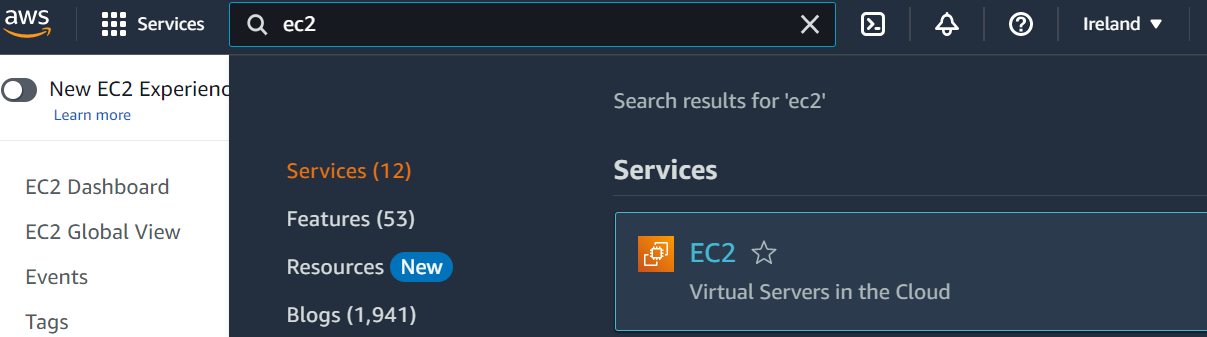 aws
Services
ec2
Ireland
New EC2 Experienc
Learn more
EC2 Dashboard
EC2 Global View
Events
Tags
Services (12)
Features (53)
Resources New
Blogs (1,941)
Search results for 'ec2'
Services
EC2
Virtual Servers in the Cloud